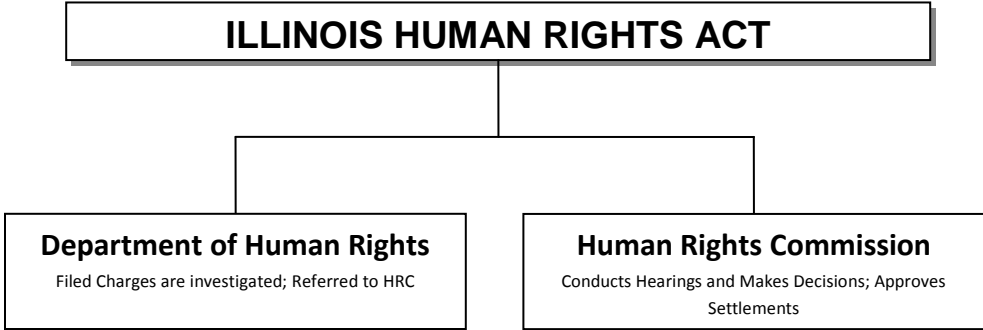 ILLINOIS HUMAN RIGHTS ACT
Department of Human Rights
Filed Charges are investigated; Referred to HRC
Human Rights Commission
Conducts Hearings and Makes Decisions; Approves
Settlements